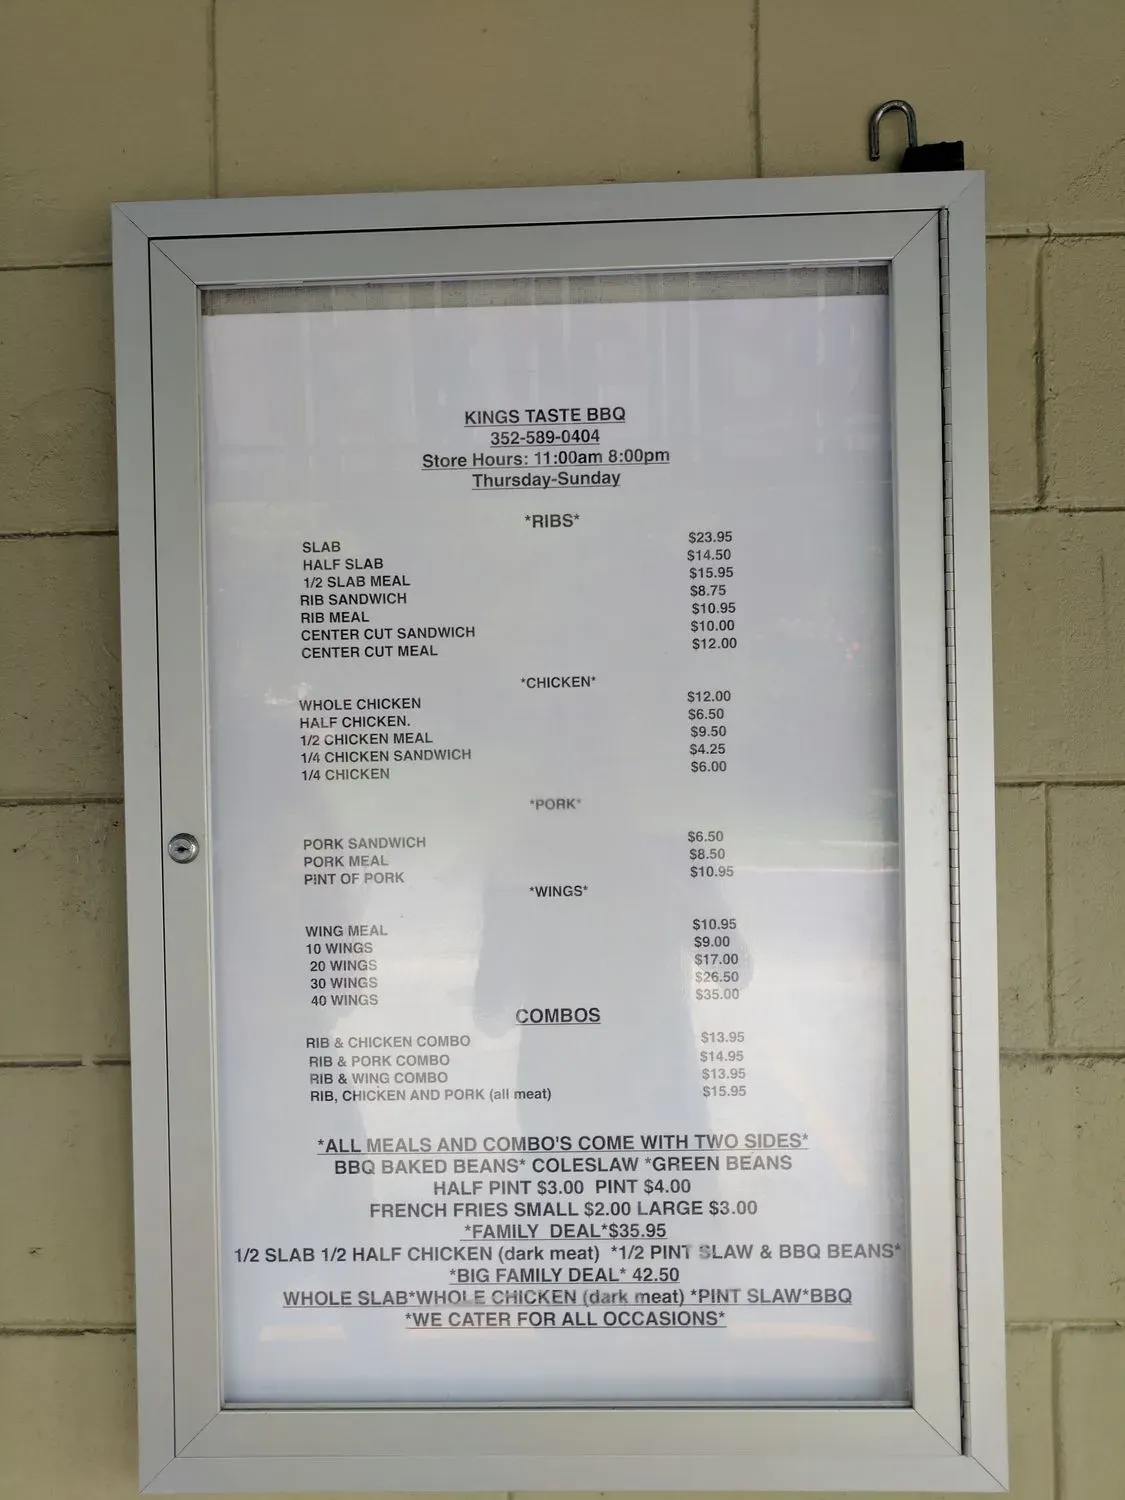 KINGS TASTE BBQ
352-589-0404
Store Hours: 11:00am 8:00pm
Thursday-Sunday
*RIBS*
SLAB $23.95
HALF SLAB $14.50
1/2 SLAB MEAL $15.95
RIB SANDWICH $8.75
RIB MEAL $10.95
CENTER CUT SANDWICH $10.00
CENTER CUT MEAL $12.00
*CHICKEN*
WHOLE CHICKEN $12.00
HALF CHICKEN. $6.50
1/2 CHICKEN MEAL $9.50
1/4 CHICKEN SANDWICH $4.25
1/4 CHICKEN $6.00
*PORK*
PORK SANDWICH $6.50
PORK MEAL $8.50
PINT OF PORK $10.95
*WINGS*
WING MEAL $10.95
10 WINGS $9.00
20 WINGS $17.00
30 WINGS $26.50
40 WINGS $35.00
COMBOS
RIB & CHICKEN COMBO $13.95
RIB & PORK COMBO $14.95
RIB & WING COMBO $13.95
RIB, CHICKEN AND PORK (all meat) $15.95
*ALL MEALS AND COMBO'S COME WITH TWO SIDES*
BBQ BAKED BEANS* COLESLAW *GREEN BEANS
HALF PINT $3.00 PINT $4.00
FRENCH FRIES SMALL $2.00 LARGE $3.00
*FAMILY DEAL*$35.95
1/2 SLAB 1/2 HALF CHICKEN (dark meat) *1/2 PINT SLAW & BBQ BEANS*
*BIG FAMILY DEAL* 42.50
WHOLE SLAB*WHOLE CHICKEN (dark meat) *PINT SLAW*BBQ
*WE CATER FOR ALL OCCASIONS*